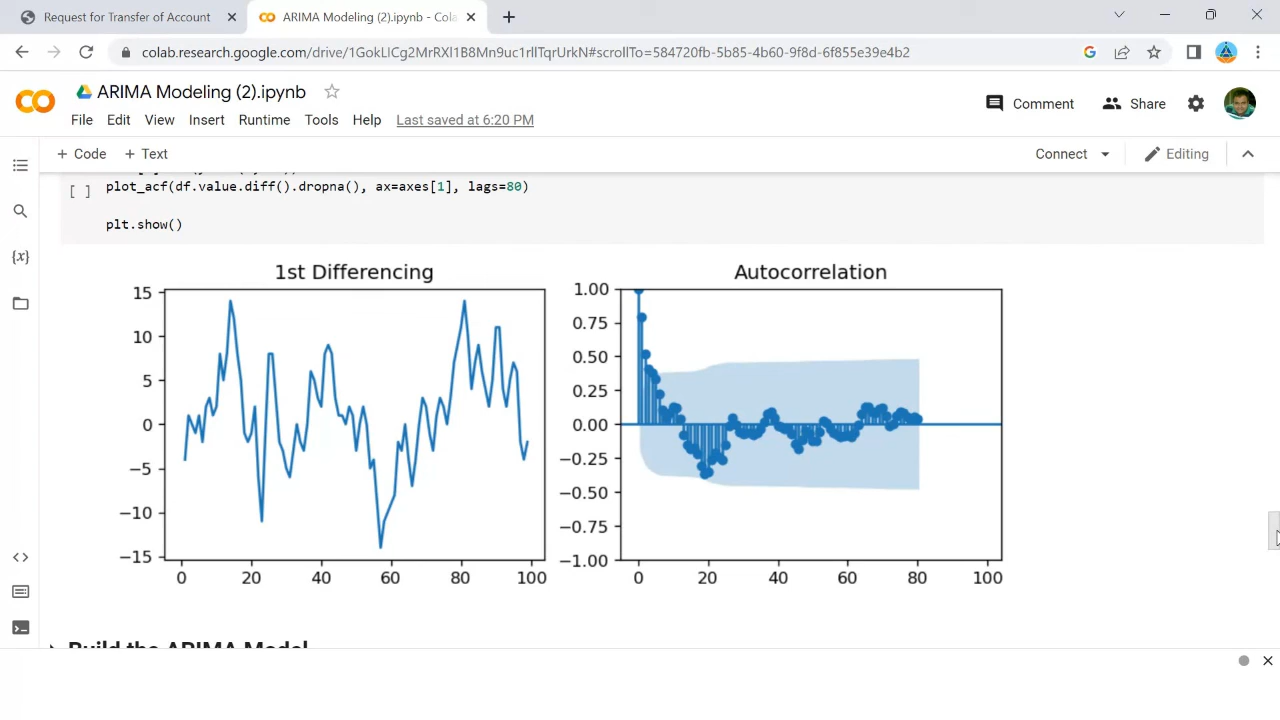 Request for Transfer of Account
ARIMA Modeling (2).ipynb - Cola
colab.research.google.com/drive/1GokLlCg2MrRXl1B8Mn9uc1rllTqrUrkN#scrollTo=584720fb-5b85-4b60-9f8d-6f855e39e4b2
ARIMA Modeling (2).ipynb
Comment
Share
File Edit View Insert Runtime Tools Help Last saved at 6:20 PM
+ Code + Text
Connect
Editing
{x}
[ ]
plot_acf(df.value.diff().dropna(), ax=axes[1], lags=80)
plt.show()
1st Differencing
15
10
5
0
−5
−10
−15
0 20 40 60 80 100
Autocorrelation
1.00
0.75
0.50
0.25
0.00
−0.25
−0.50
−0.75
−1.00
0 20 40 60 80 100
Build the ARIMA Model